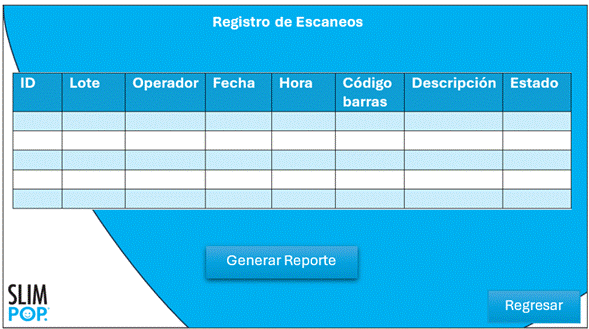 Registro de Escaneos
ID Lote Operador Fecha Hora Código barras Descripción Estado
Generar Reporte
SLIM
POP.
Regresar